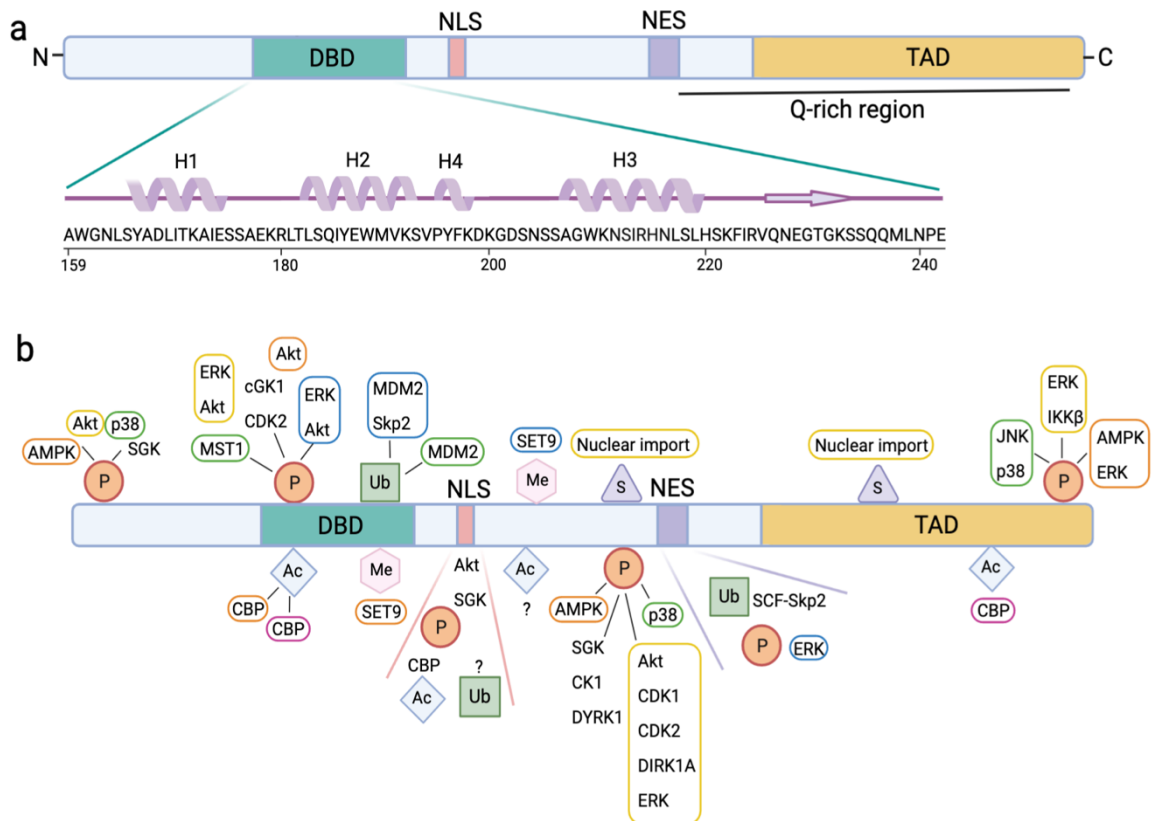 a
NLS
NES
N
DBD
TAD
C
Q-rich region
H1
H2
H4
H3
AWGNLSYADLITKAIESSAEKRLTLSQIYEWMVKSVPYFKDKGDSNSSAGWKNSIRHNLSLHSKFIRVQNEGTGKSSQQMLNPE
159
180
200
220
240
b
Akt
ERK
Akt
cGK1
CDK2
ERK
Akt
MDM2
Skp2
ERK
IKKβ
Akt
p38
AMPK
SGK
MST1
MDM2
SET9
Nuclear import
Nuclear import
JNK
p38
AMPK
ERK
P
P
Ub
Me
S
S
P
NLS
NES
DBD
TAD
Ac
CBP
CBP
Me
SET9
Akt
SGK
P
CBP
Ac
?
Ub
Ac
?
P
AMPK
p38
SGK
CK1
DYRK1
Akt
CDK1
CDK2
DIRK1A
ERK
Ub
SCF-Skp2
P
ERK
Ac
CBP